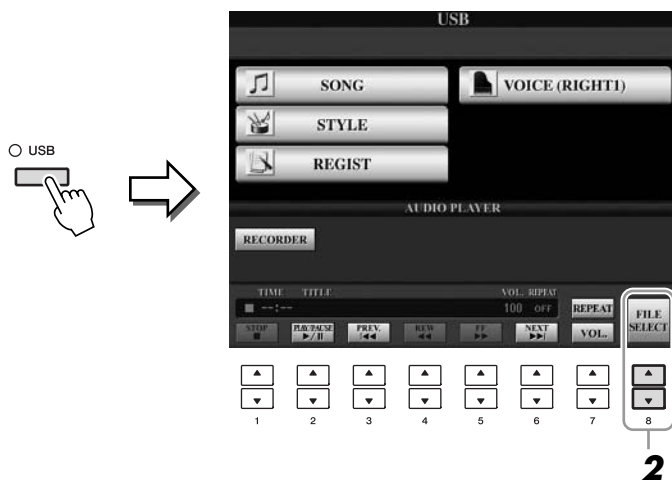 USB
SONG
VOICE (RIGHT1)
○ USB
STYLE
REGIST
AUDIO PLAYER
RECORDER
TIME TITLE VOL. REPEAT
--:-- 100 OFF REPEAT
FILE SELECT
STOP PLAY/PAUSE PREV. REW FF NEXT VOL.
1 2 3 4 5 6 7 8
2